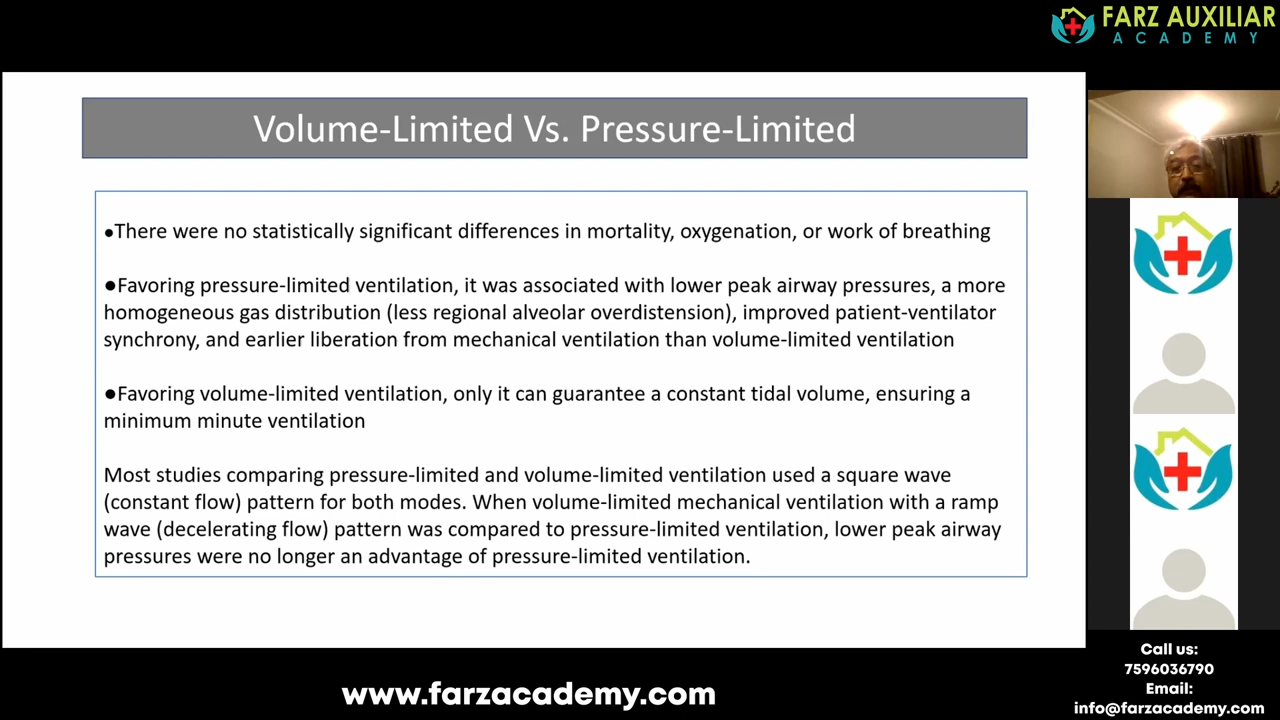 FARZ AUXILIAR
ACADEMY
Volume-Limited Vs. Pressure-Limited
●There were no statistically significant differences in mortality, oxygenation, or work of breathing
●Favoring pressure-limited ventilation, it was associated with lower peak airway pressures, a more
homogeneous gas distribution (less regional alveolar overdistension), improved patient-ventilator
synchrony, and earlier liberation from mechanical ventilation than volume-limited ventilation
●Favoring volume-limited ventilation, only it can guarantee a constant tidal volume, ensuring a
minimum minute ventilation
Most studies comparing pressure-limited and volume-limited ventilation used a square wave
(constant flow) pattern for both modes. When volume-limited mechanical ventilation with a ramp
wave (decelerating flow) pattern was compared to pressure-limited ventilation, lower peak airway
pressures were no longer an advantage of pressure-limited ventilation.
Call us:
7596036790
Email:
info@farzacademy.com
www.farzacademy.com